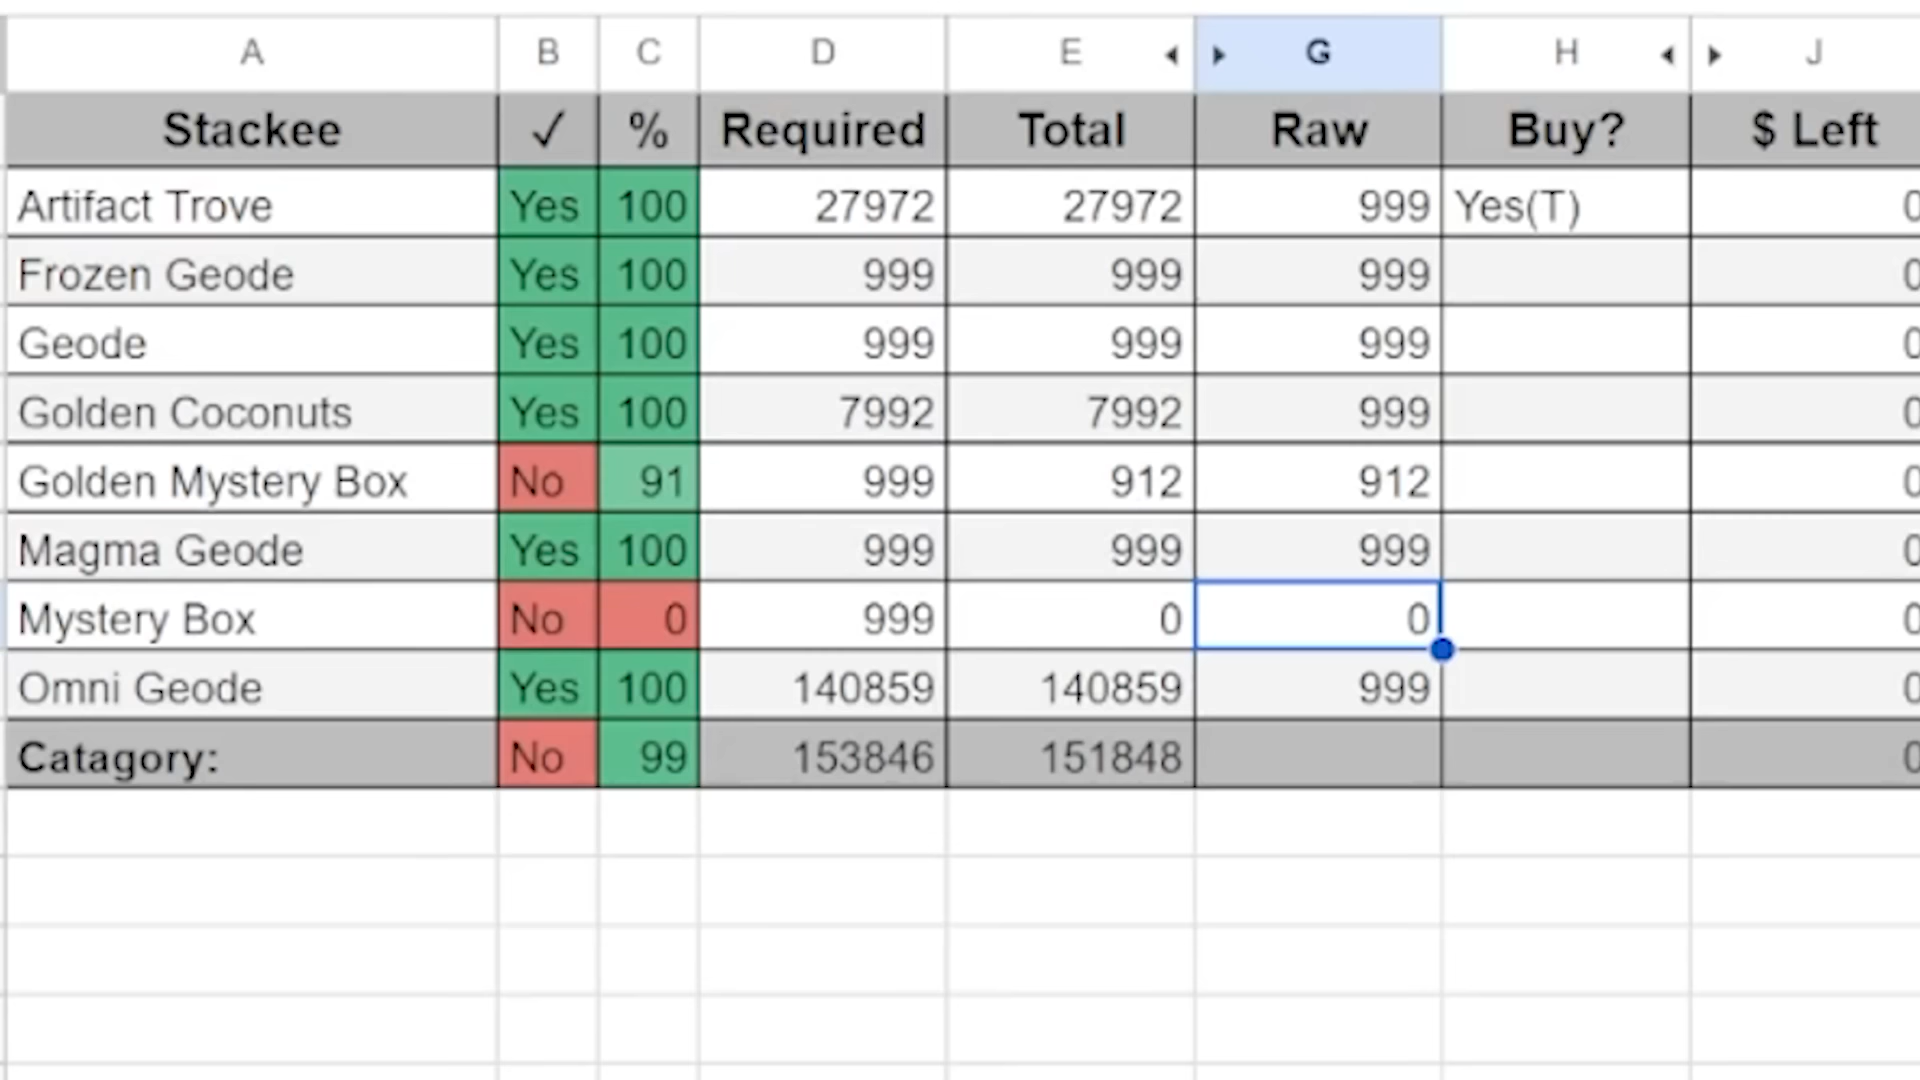 A B C D E G H J
Stackee ✓ % Required Total Raw Buy? $ Left
Artifact Trove Yes 100 27972 27972 999 Yes(T) 0
Frozen Geode Yes 100 999 999 999 0
Geode Yes 100 999 999 999 0
Golden Coconuts Yes 100 7992 7992 999 0
Golden Mystery Box No 91 999 912 912 0
Magma Geode Yes 100 999 999 999 0
Mystery Box No 0 999 0 0 0
Omni Geode Yes 100 140859 140859 999 0
Catagory: No 99 153846 151848 0